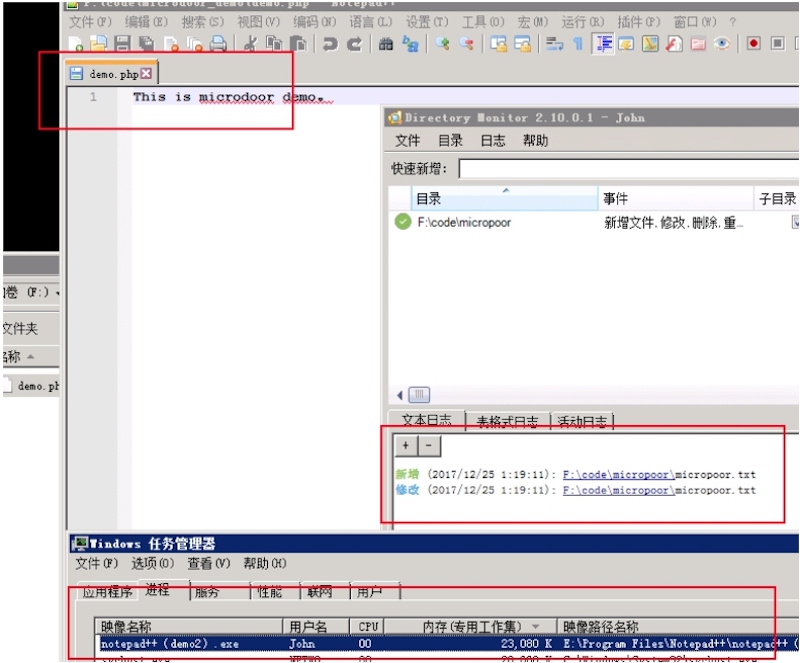 F:\code\microdoor_demo\demo.php - Notepad++
文件(F) 编辑(E) 搜索(S) 视图(V) 编码(N) 语言(L) 设置(T) 工具(O) 宏(M) 运行(R) 插件(P) 窗口(W) ?
demo.php
1 This is microdoor demo.
Directory Monitor 2.10.0.1 - John
文件 目录 日志 帮助
快速新增:
目录 事件 子目录
F:\code\micropoor 新增文件,修改,删除,重...
卷 (F:)
文件夹
名称
demo.ph
文本日志 表格式日志 活动日志
+ -
新增 (2017/12/25 1:19:11): F:\code\micropoor\micropoor.txt
修改 (2017/12/25 1:19:11): F:\code\micropoor\micropoor.txt
Windows 任务管理器
文件(F) 选项(O) 查看(V) 帮助(H)
应用程序 进程 服务 性能 联网 用户
映像名称 用户名 CPU 内存(专用工作集) 映像路径名称
notepad++ (demo2) .exe John 00 23,080 K E:\Program Files\Notepad++\notepad++ (